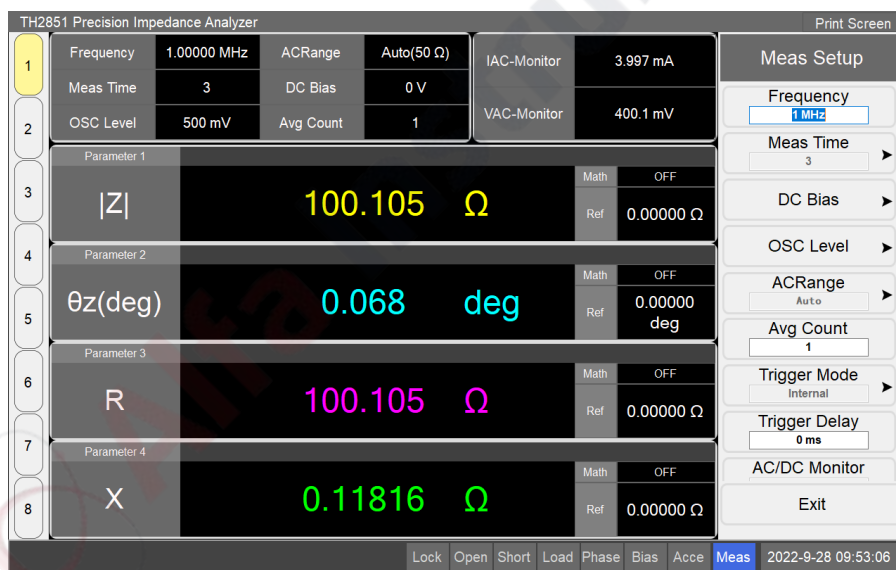 TH2851 Precision Impedance Analyzer
Print Screen
1
2
3
4
5
6
7
8
Frequency 1.00000 MHz ACRange Auto(50 Ω)
Meas Time 3 DC Bias 0 V
OSC Level 500 mV Avg Count 1
IAC-Monitor 3.997 mA
VAC-Monitor 400.1 mV
Parameter 1
|Z| 100.105 Ω
Math OFF
Ref 0.00000 Ω
Parameter 2
θz(deg) 0.068 deg
Math OFF
Ref 0.00000
deg
Parameter 3
R 100.105 Ω
Math OFF
Ref 0.00000 Ω
Parameter 4
X 0.11816 Ω
Math OFF
Ref 0.00000 Ω
Meas Setup
Frequency
1 MHz
Meas Time
3
DC Bias
OSC Level
ACRange
Auto
Avg Count
1
Trigger Mode
Internal
Trigger Delay
0 ms
AC/DC Monitor
Exit
Lock Open Short Load Phase Bias Acce Meas 2022-9-28 09:53:06